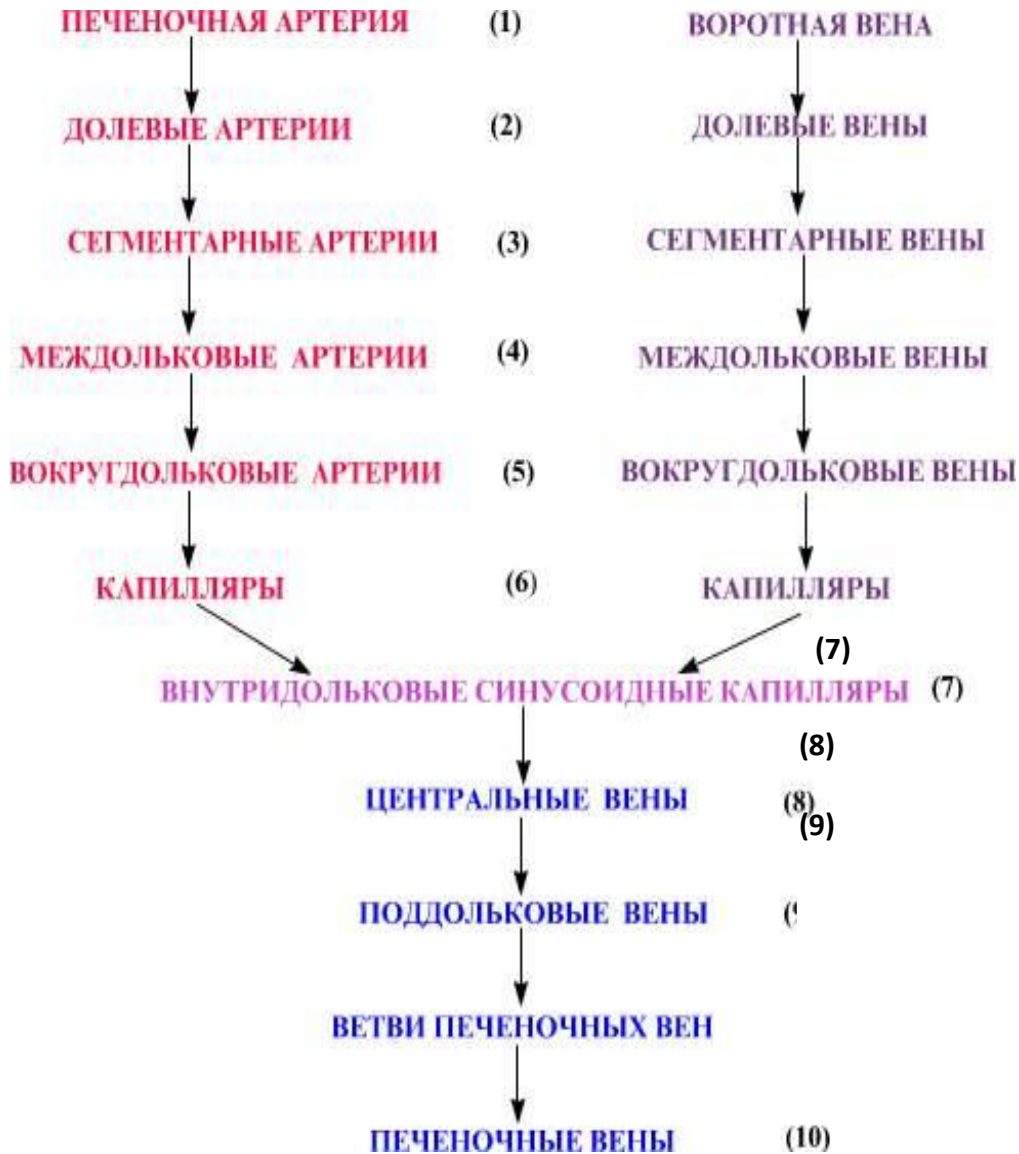 ПЕЧЕНОЧНАЯ АРТЕРИЯ (1) ВОРОТНАЯ ВЕНА
ДОЛЕВЫЕ АРТЕРИИ (2) ДОЛЕВЫЕ ВЕНЫ
СЕГМЕНТАРНЫЕ АРТЕРИИ (3) СЕГМЕНТАРНЫЕ ВЕНЫ
МЕЖДОЛЬКОВЫЕ АРТЕРИИ (4) МЕЖДОЛЬКОВЫЕ ВЕНЫ
ВОКРУГДОЛЬКОВЫЕ АРТЕРИИ (5) ВОКРУГДОЛЬКОВЫЕ ВЕНЫ
КАПИЛЛЯРЫ (6) КАПИЛЛЯРЫ
(7)
ВНУТРИДОЛЬКОВЫЕ СИНУСОИДНЫЕ КАПИЛЛЯРЫ (7)
(8)
ЦЕНТРАЛЬНЫЕ ВЕНЫ (8)
(9)
ПОДДОЛЬКОВЫЕ ВЕНЫ
ВЕТВИ ПЕЧЕНОЧНЫХ ВЕН
ПЕЧЕНОЧНЫЕ ВЕНЫ (10)